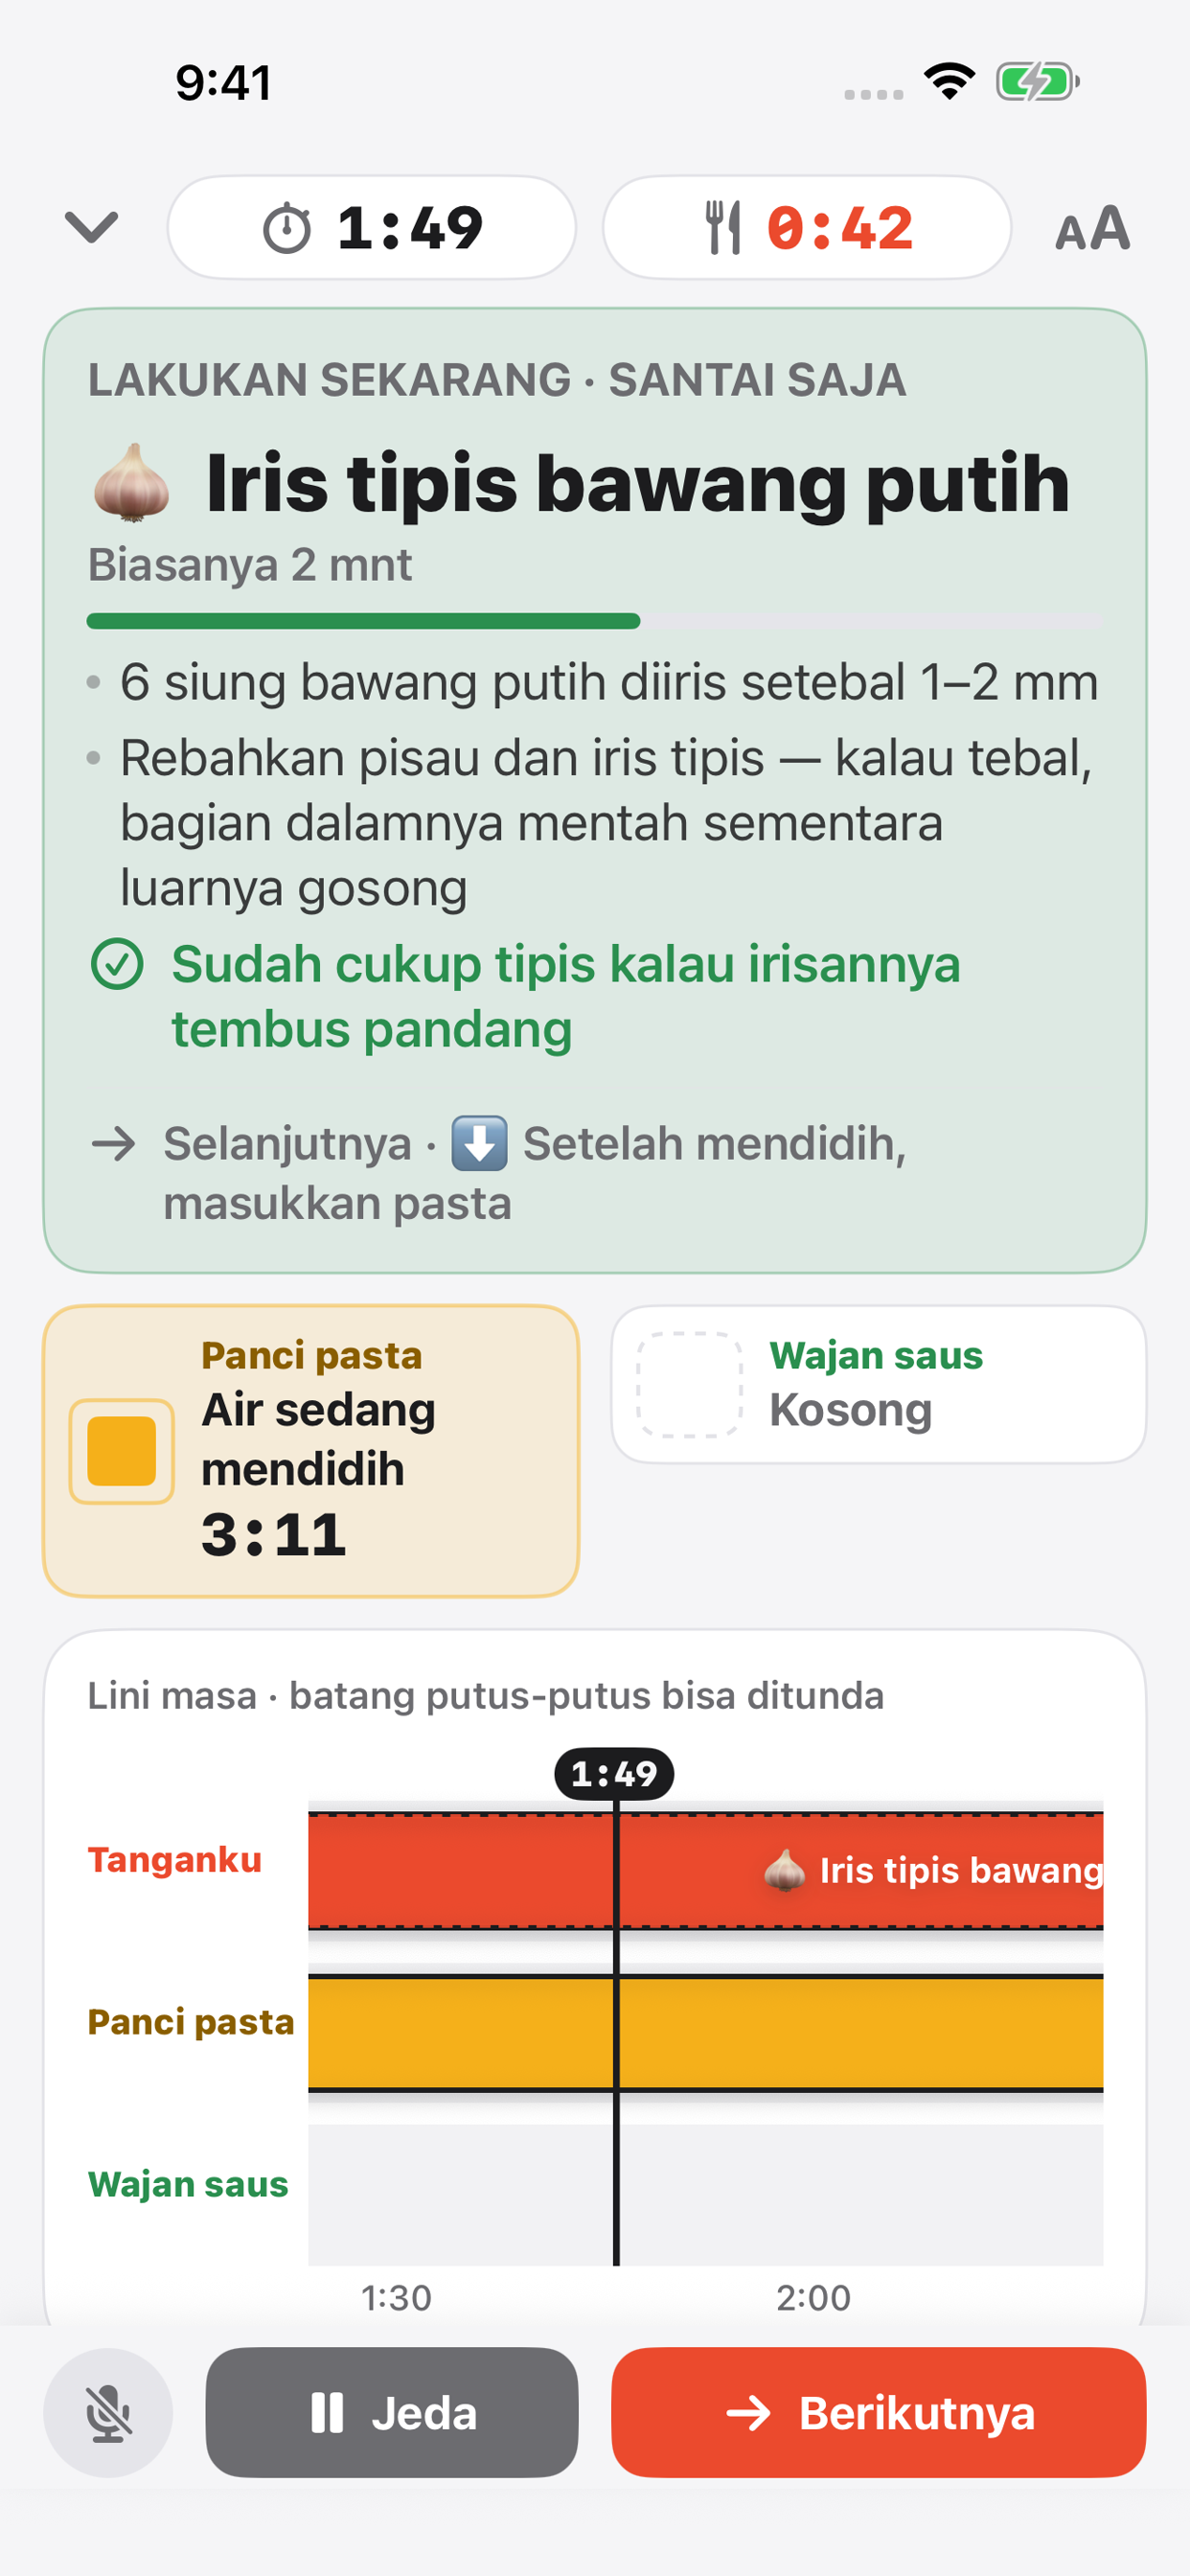 9:41
1:49
0:42
AA
LAKUKAN SEKARANG · SANTAI SAJA
Iris tipis bawang putih
Biasanya 2 mnt
• 6 siung bawang putih diiris setebal 1–2 mm
• Rebahkan pisau dan iris tipis — kalau tebal,
bagian dalamnya mentah sementara
luarnya gosong
Sudah cukup tipis kalau irisannya
tembus pandang
→ Selanjutnya · ⬇️ Setelah mendidih,
masukkan pasta
Panci pasta
Air sedang
mendidih
3:11
Wajan saus
Kosong
Lini masa · batang putus-putus bisa ditunda
1:49
Tanganku
Iris tipis bawang
Panci pasta
Wajan saus
1:30
2:00
Jeda
→ Berikutnya